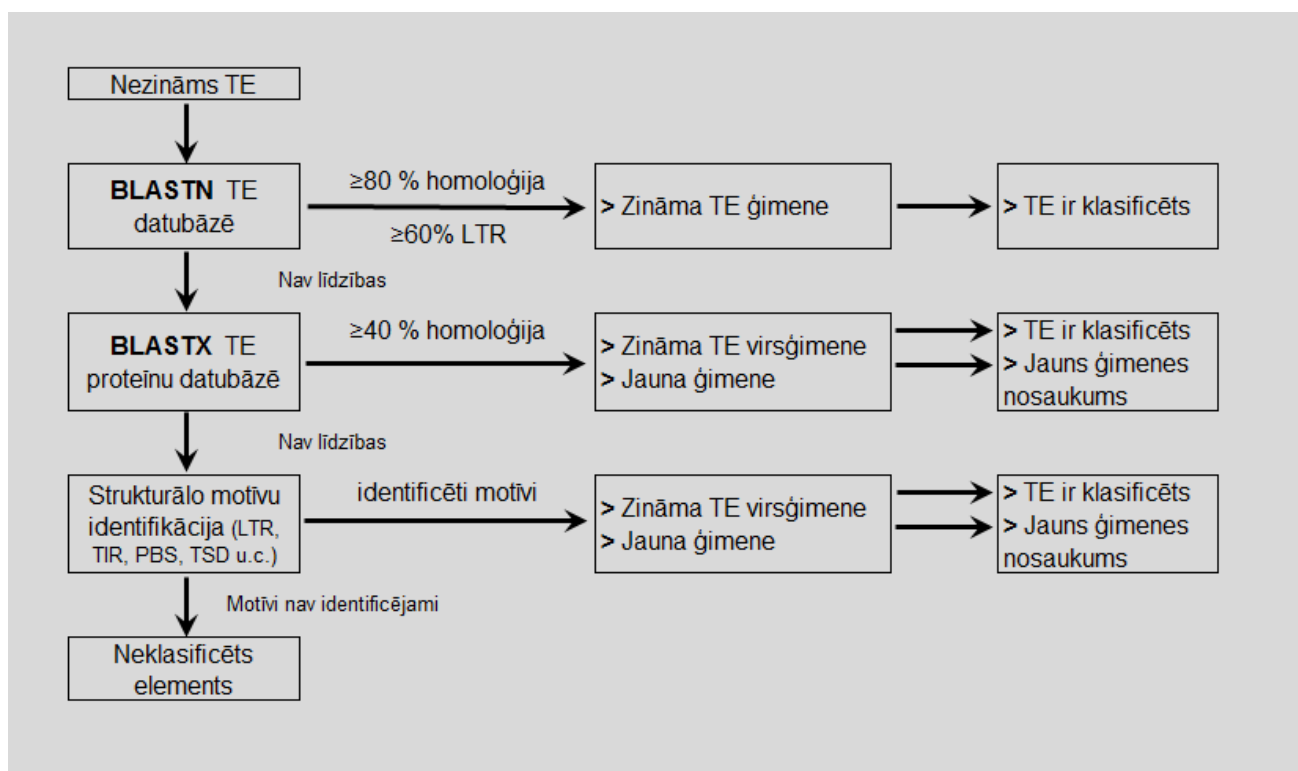 Nezināms TE
BLASTN TE
datubāzē
≥80 % homoloģija
≥60% LTR
> Zināma TE ģimene
> TE ir klasificēts
Nav līdzības
BLASTX TE
proteīnu datubāzē
≥40 % homoloģija
> Zināma TE virsģimene
> Jauna ģimene
> TE ir klasificēts
> Jauns ģimenes
nosaukums
Nav līdzības
Strukturālo motīvu
identifikācija (LTR,
TIR, PBS, TSD u.c.)
identificēti motīvi
> Zināma TE virsģimene
> Jauna ģimene
> TE ir klasificēts
> Jauns ģimenes
nosaukums
Motīvi nav identificējami
Neklasificēts
elements